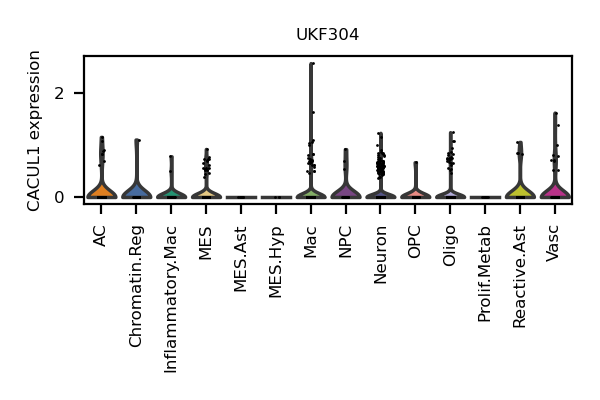 UKF304
CACUL1 expression
2
0
AC
Chromatin.Reg
Inflammatory.Mac
MES
MES.Ast
MES.Hyp
Mac
NPC
Neuron
OPC
Oligo
Prolif.Metab
Reactive.Ast
Vasc